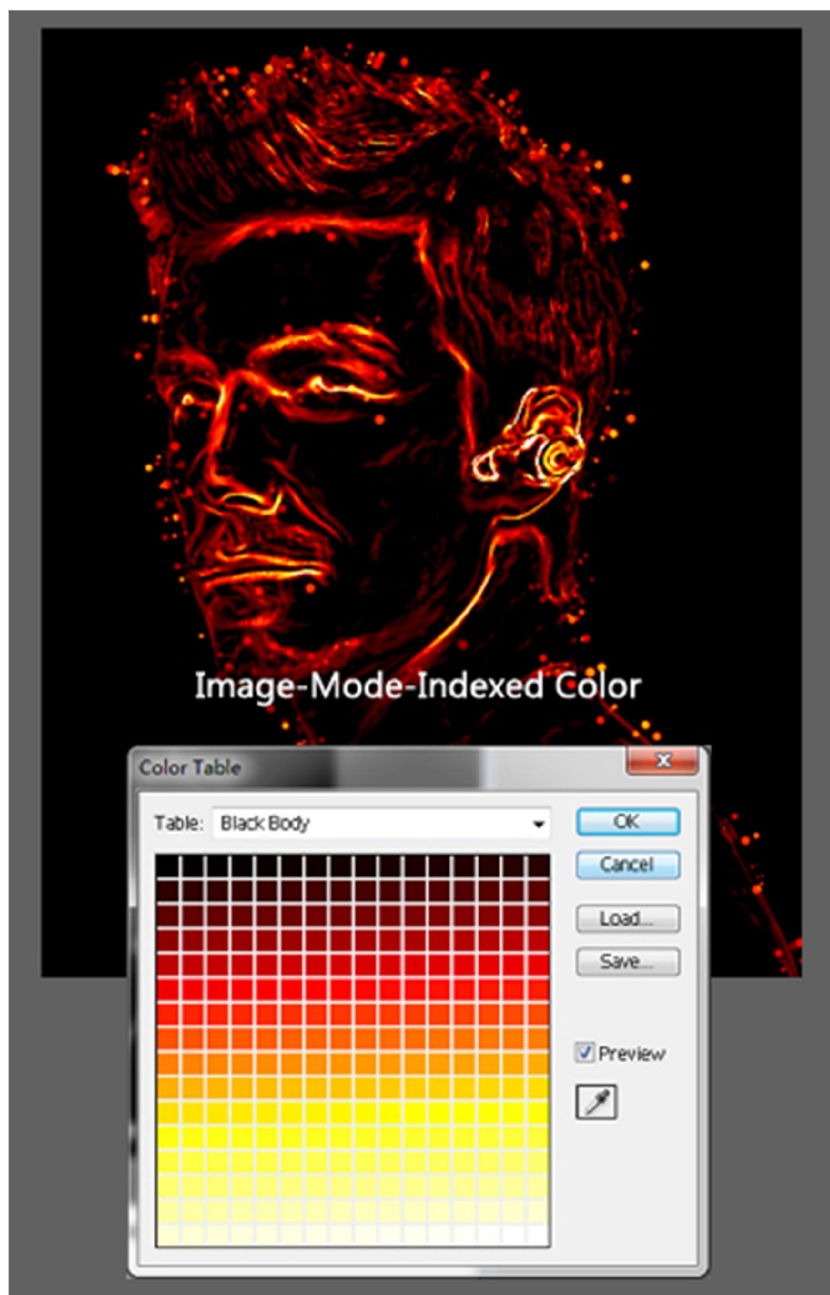 Image-Mode-Indexed Color
Color Table
Table: Black Body
OK
Cancel
Load...
Save...
Preview